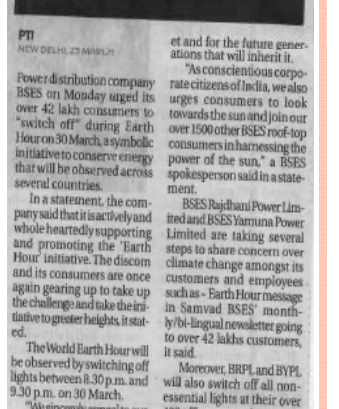 PTI
NEW DELHI, 25 MARCH
Power distribution company
BSES on Monday urged its
over 42 lakh consumers to
"switch off" during Earth
Hour on 30 March, a symbolic
initiative to conserve energy
that will be observed across
several countries.
In a statement, the com-
pany said that it is actively and
whole heartedly supporting
and promoting the 'Earth
Hour' initiative. The discom
and its consumers are once
again gearing up to take up
the challenge and take the ini-
tiative to greater heights, it stat-
ed.
The World Earth Hour will
be observed by switching off
lights between 8.30 p.m. and
9.30 p.m. on 30 March.
et and for the future gener-
ations that will inherit it.
"As conscientious corpo-
rate citizens of India, we also
urges consumers to look
towards the sun and join our
over 1500 other BSES roof-top
consumers in harnessing the
power of the sun," a BSES
spokesperson said in a state-
ment.
BSES Rajdhani Power Lim-
ited and BSES Yamuna Power
Limited are taking several
steps to share concern over
climate change amongst its
customers and employees
such as - Earth Hour message
in Samvad BSES' month-
ly/bi-lingual newsletter going
to over 42 lakhs customers,
it said.
Moreover, BRPL and BYPL
will also switch off all non-
essential lights at their over